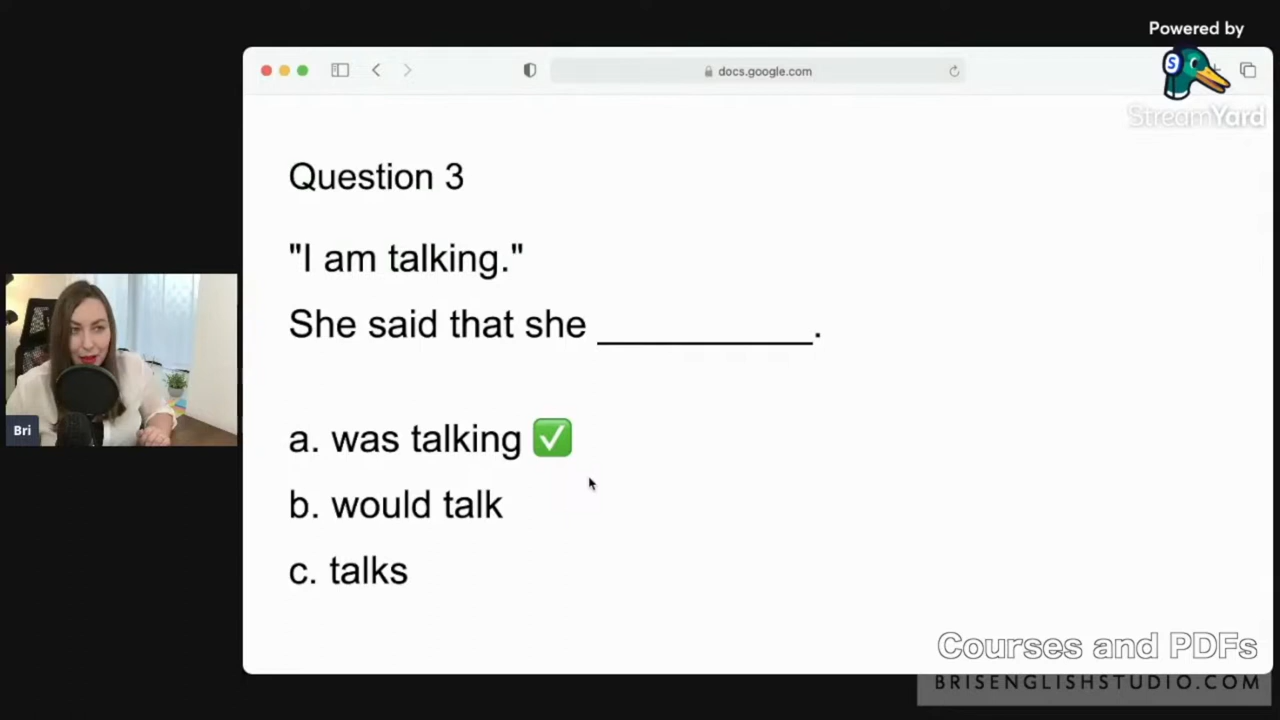 Powered by
docs.google.com
S
StreamYard
Question 3
"I am talking."
She said that she __________.
a. was talking ✅
b. would talk
c. talks
Bri
Courses and PDFs
BRISENGLISHSTUDIO.COM